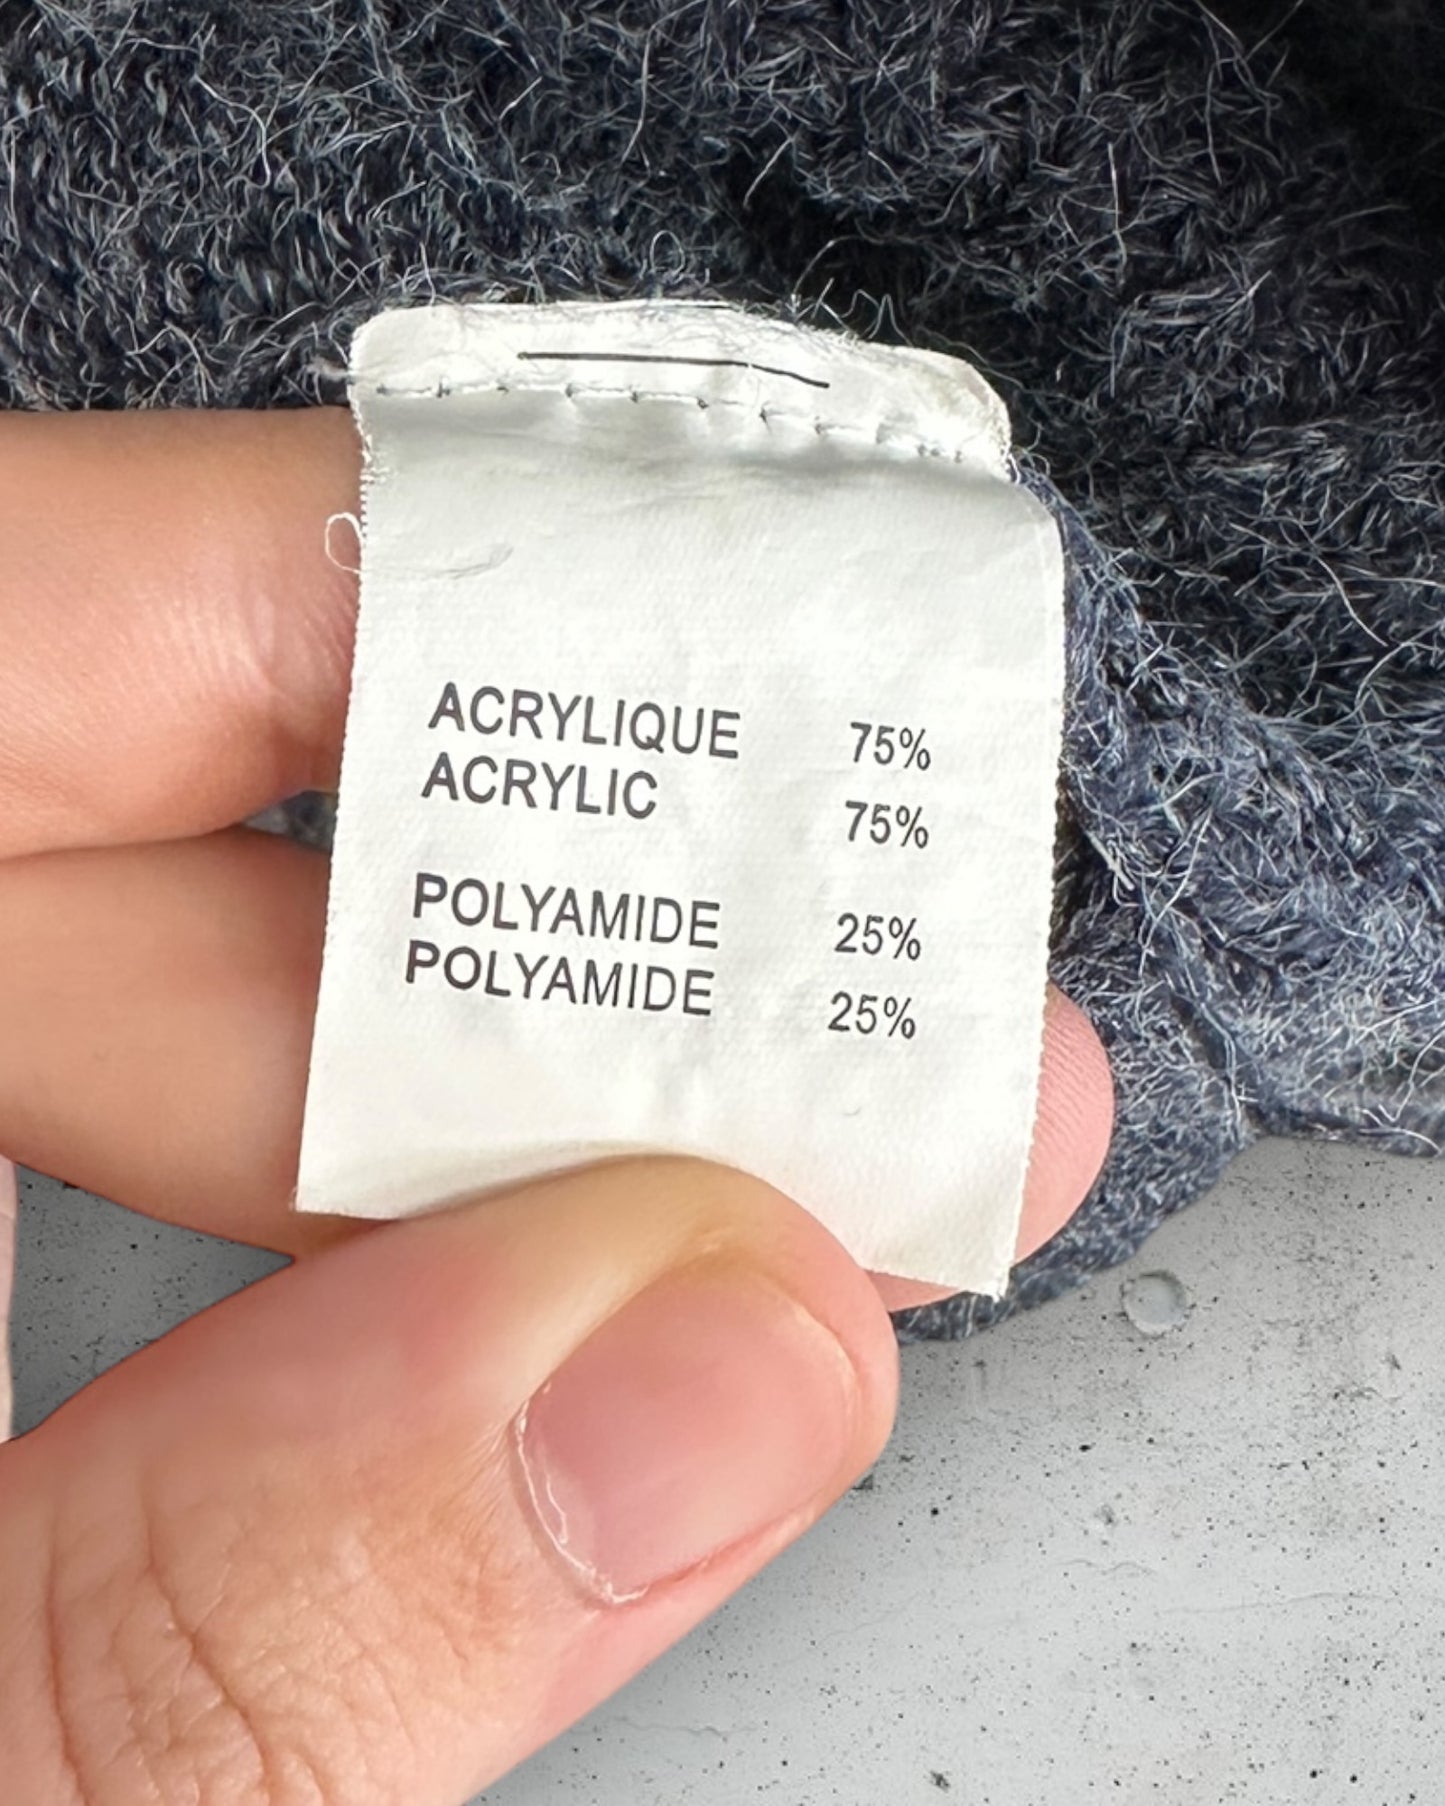 ACRYLIQUE 75%
ACRYLIC 75%
POLYAMIDE 25%
POLYAMIDE 25%